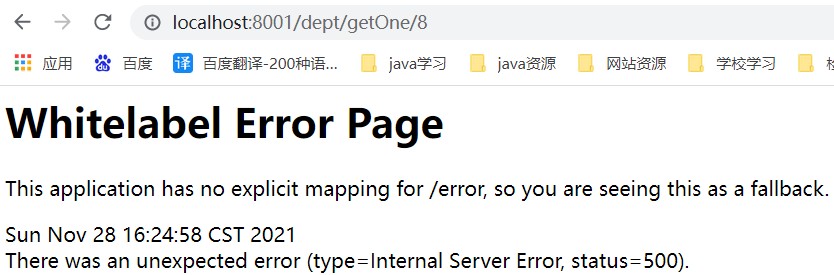 localhost:8001/dept/getOne/8
应用 百度 百度翻译-200种语... java学习 java资源 网站资源 学校学习
Whitelabel Error Page
This application has no explicit mapping for /error, so you are seeing this as a fallback.
Sun Nov 28 16:24:58 CST 2021
There was an unexpected error (type=Internal Server Error, status=500).